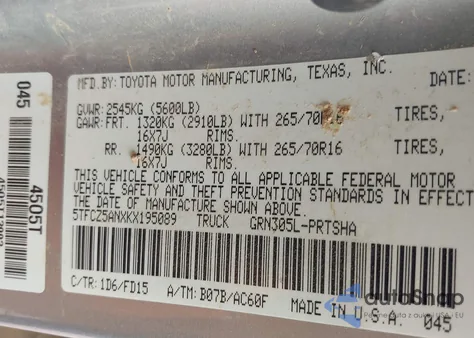 MFD.BY:TOYOTA MOTOR MANUFACTURING, TEXAS, INC. DATE:
GVWR:2545KG (5600LB)
GAWR:FRT. 1320KG (2910LB) WITH 265/70R16 TIRES,
16X7J RIMS.
RR. 1490KG (3280LB) WITH 265/70R16 TIRES,
16X7J RIMS.
THIS VEHICLE CONFORMS TO ALL APPLICABLE FEDERAL MOTOR
VEHICLE SAFETY AND THEFT PREVENTION STANDARDS IN EFFECT
THE DATE OF MANUFACTURE SHOWN ABOVE.
5TFCZ5ANXKX195089 TRUCK GRN305L-PRTSHA
C/TR:1D6/FD15 A/TM:B07B/AC60F MADE IN U.S.A. 045
045
4505T
autoSnap